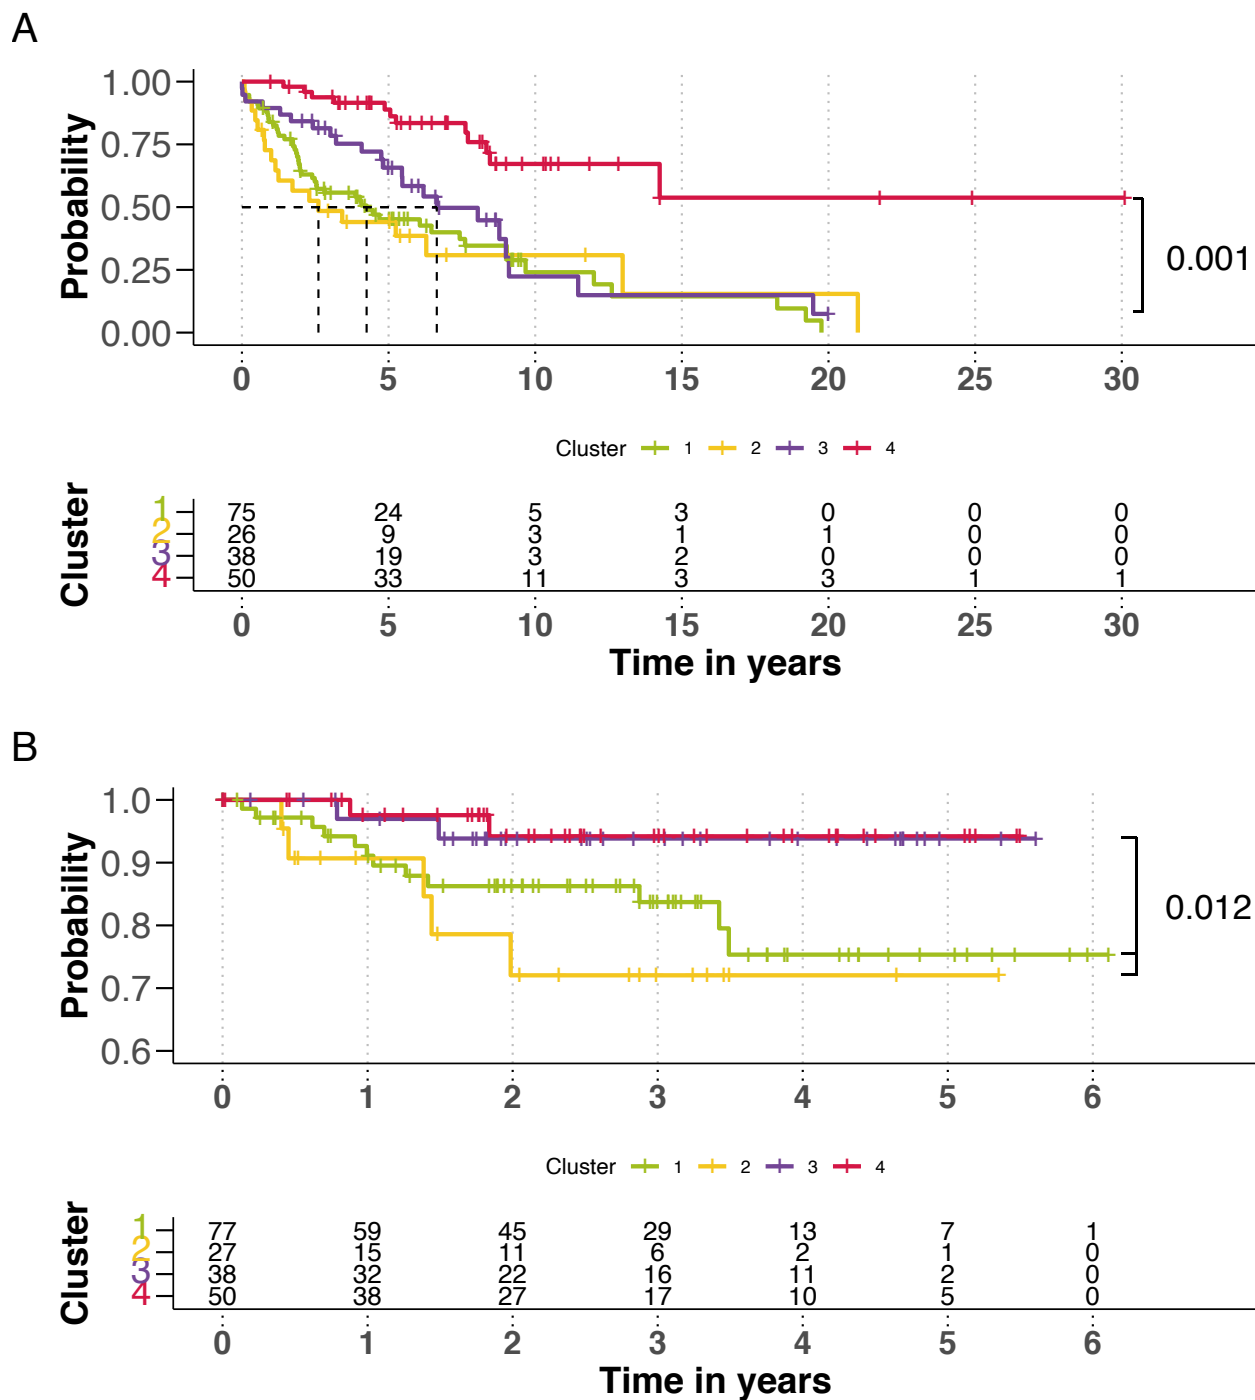 A
1.00
0.75
0.50
0.25
0.00
Probability
0.001
0 5 10 15 20 25 30
Cluster 1 2 3 4
Cluster
1 75 24 5 3 0 0 0
2 26 9 3 1 1 0 0
3 38 19 3 2 0 0 0
4 50 33 11 3 3 1 1
0 5 10 15 20 25 30
Time in years
B
1.0
0.9
0.8
0.7
0.6
Probability
0.012
0 1 2 3 4 5 6
Cluster 1 2 3 4
Cluster
1 77 59 45 29 13 7 1
2 27 15 11 6 2 1 0
3 38 32 22 16 11 2 0
4 50 38 27 17 10 5 0
0 1 2 3 4 5 6
Time in years